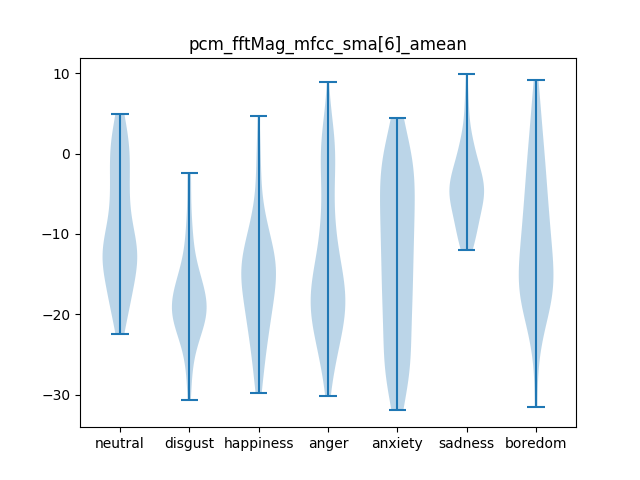 pcm_fftMag_mfcc_sma[6]_amean
10
0
−10
−20
−30
neutral disgust happiness anger anxiety sadness boredom